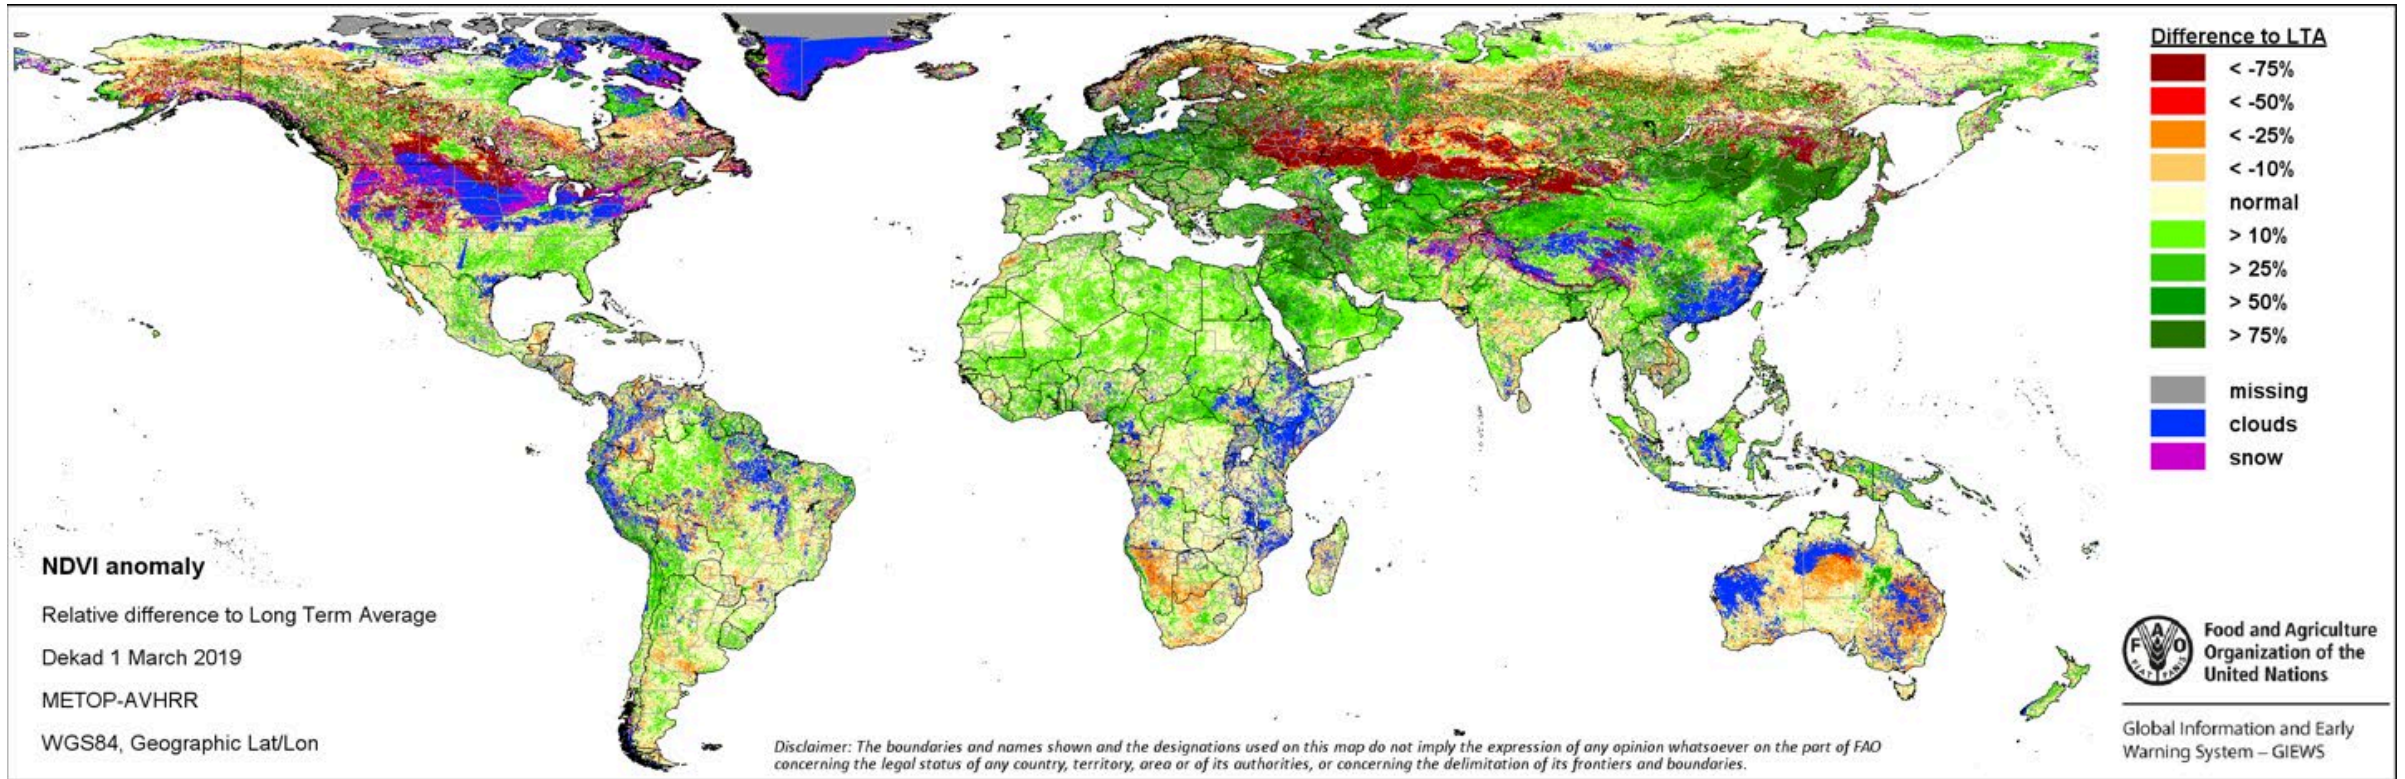 Difference to LTA
< -75%
< -50%
< -25%
< -10%
normal
> 10%
> 25%
> 50%
> 75%
missing
clouds
snow
NDVI anomaly
Relative difference to Long Term Average
Dekad 1 March 2019
METOP-AVHRR
WGS84, Geographic Lat/Lon
Disclaimer: The boundaries and names shown and the designations used on this map do not imply the expression of any opinion whatsoever on the part of FAO
concerning the legal status of any country, territory, area or of its authorities, or concerning the delimitation of its frontiers and boundaries.
F A O
FIAT PANIS
Food and Agriculture
Organization of the
United Nations
Global Information and Early
Warning System – GIEWS